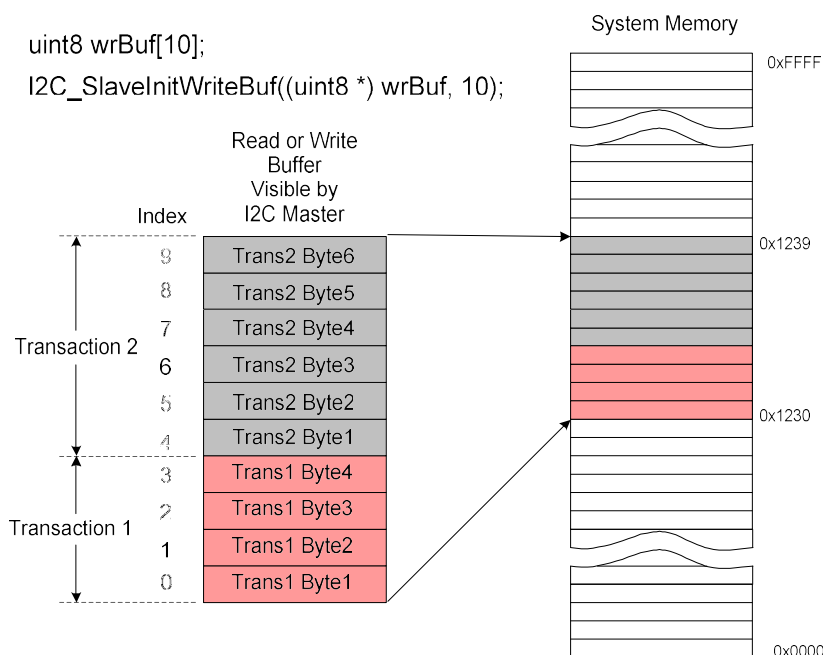 System Memory
uint8 wrBuf[10];
I2C_SlaveInitWriteBuf((uint8 *) wrBuf, 10);
0xFFFF
Read or Write
Buffer
Visible by
I2C Master
Index
9 Trans2 Byte6
0x1239
8 Trans2 Byte5
7 Trans2 Byte4
Transaction 2
6 Trans2 Byte3
5 Trans2 Byte2
4 Trans2 Byte1
0x1230
3 Trans1 Byte4
2 Trans1 Byte3
Transaction 1
1 Trans1 Byte2
0 Trans1 Byte1
0x0000